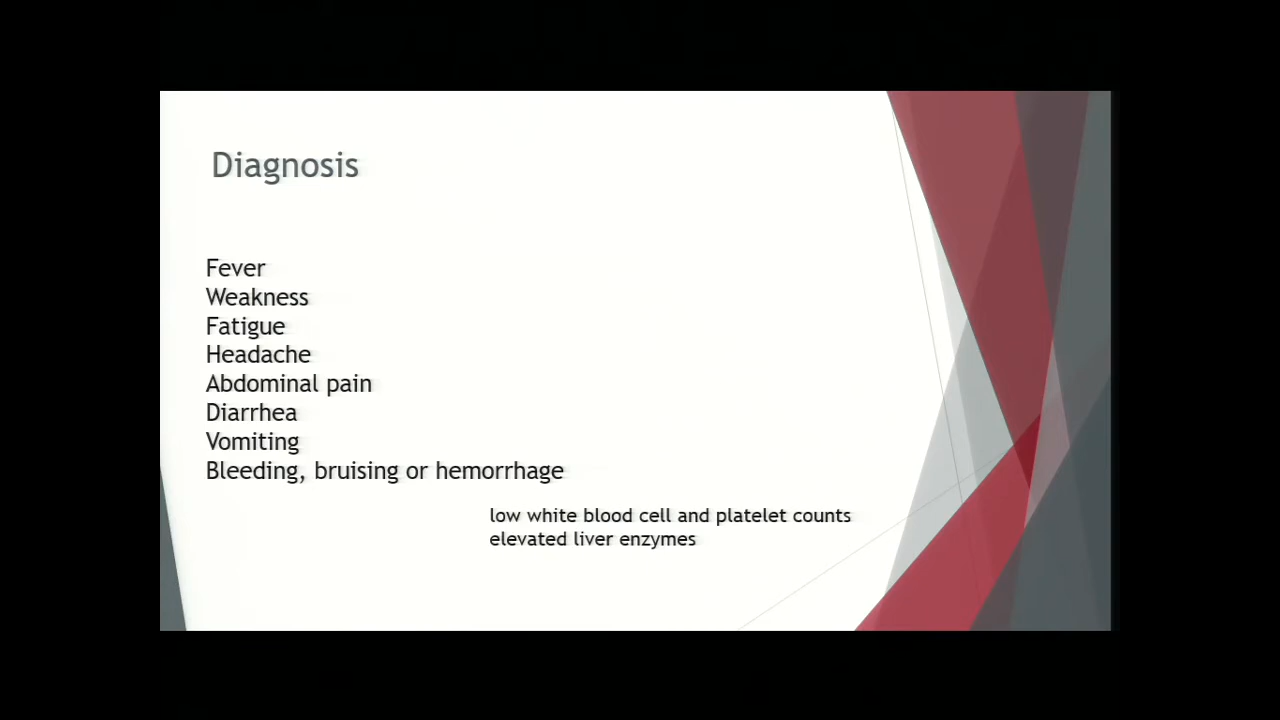 Diagnosis
Fever
Weakness
Fatigue
Headache
Abdominal pain
Diarrhea
Vomiting
Bleeding, bruising or hemorrhage
low white blood cell and platelet counts
elevated liver enzymes